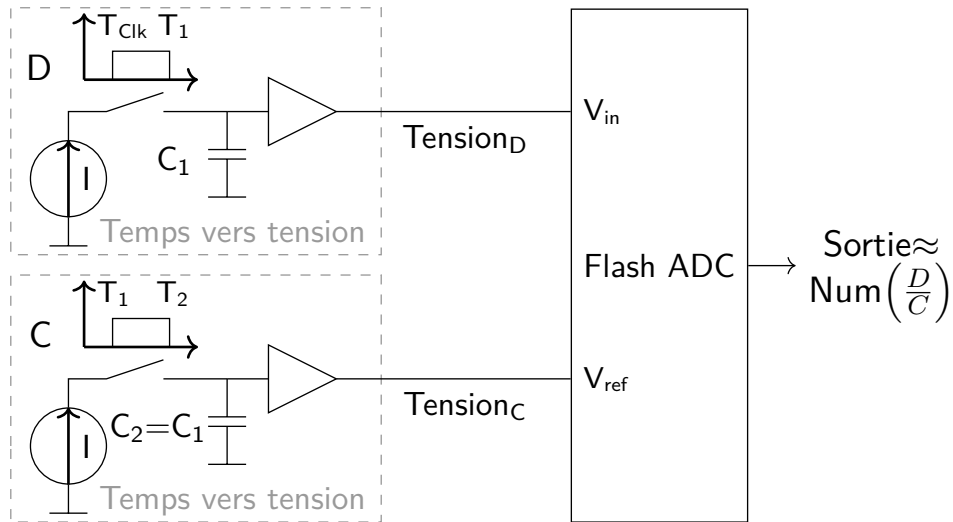 T_Clk T_1
D
I
C_1
Temps vers tension
Tension_D
T_1 T_2
C
I
C_2=C_1
Temps vers tension
Tension_C
V_in
Flash ADC
V_ref
Sortie≈
Num(D/C)